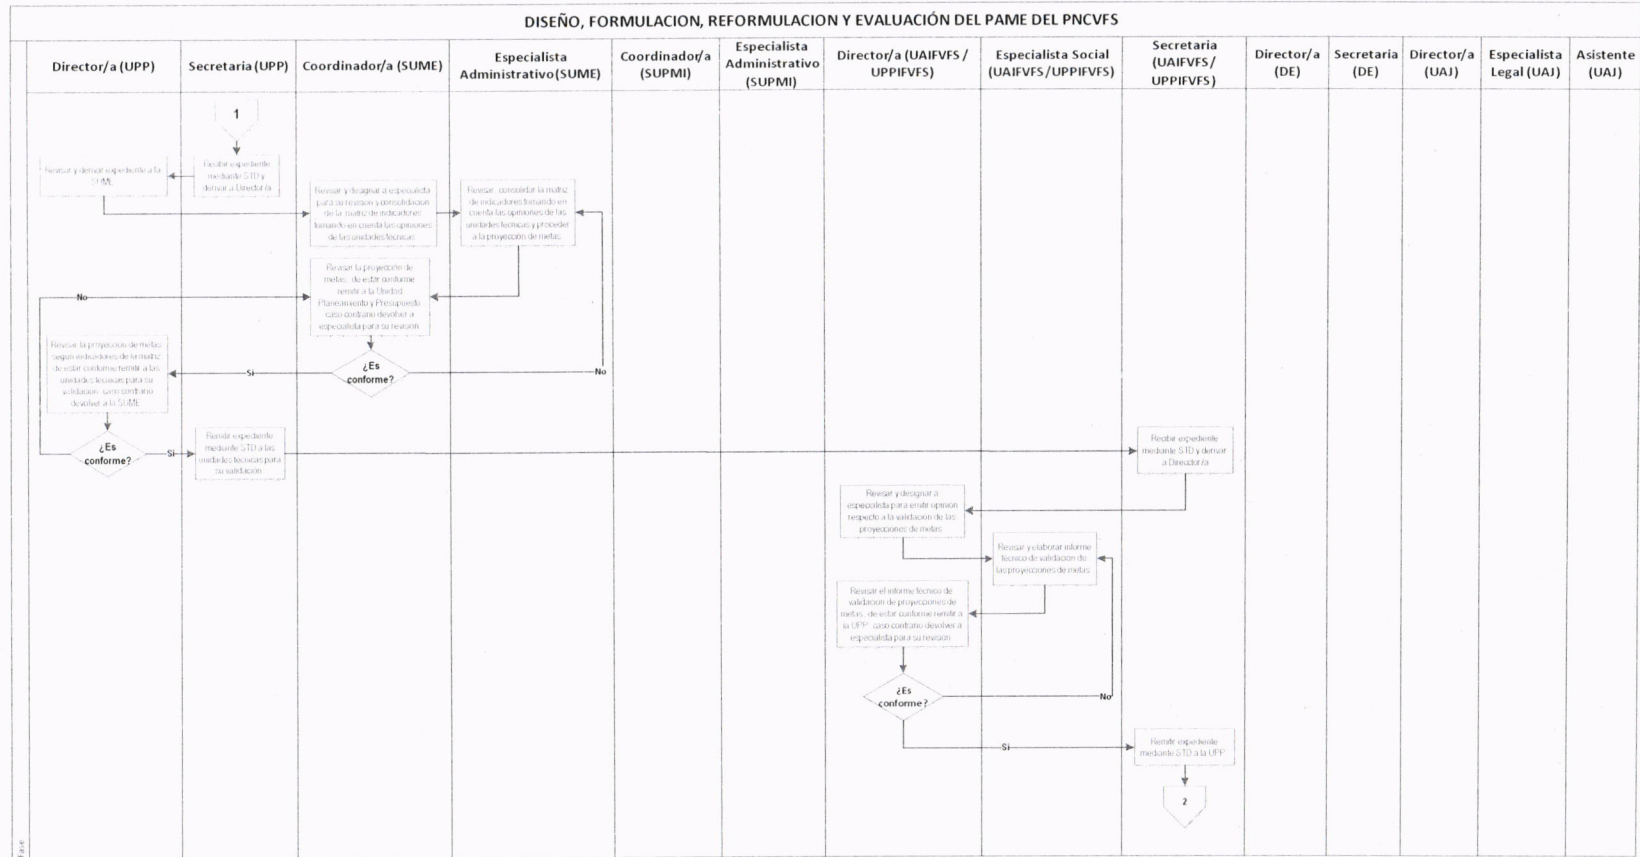 DISEÑO, FORMULACION, REFORMULACION Y EVALUACIÓN DEL PAME DEL PNCVFS
Director/a (UPP)
Secretaria (UPP)
Coordinador/a (SUME)
Especialista
Administrativo (SUME)
Coordinador/a
(SUPMI)
Especialista
Administrativo
(SUPMI)
Director/a (UAIFVFS /
UPPIFVFS)
Especialista Social
(UAIFVFS/UPPIFVFS)
Secretaria
(UAIFVFS/
UPPIFVFS)
Director/a
(DE)
Secretaria
(DE)
Director/a
(UAJ)
Especialista
Legal (UAJ)
Asistente
(UAJ)
1
Recibir expediente
mediante STD y
derivar a Director/a
Revisar y derivar expediente a la
SUME
Revisar y designar a especialista
para su revision y consolidacion
de la matriz de indicadores
tomando en cuenta las opiniones
de las unidades tecnicas
Revisar, consolidar la matriz
de indicadores tomando en
cuenta las opiniones de las
unidades tecnicas y proceder
a la proyección de metas
Revisar la proyección de
metas, de estar conforme
remitir a la Unidad
Planeamiento y Presupuesto
caso contrario devolver a
especialista para su revisión
¿Es
conforme?
No
Si
Revisar la proyeccion de metas
segun indicadores de la matriz
de estar conforme remitir a las
unidades tecnicas para su
validacion, caso contrario
devolver a la SUME
No
¿Es
conforme?
Si
Remitir expediente
mediante STD a las
unidades tecnicas para
su validación
Recibir expediente
mediante STD y derivar
a Director/a
Revisar y designar a
especialista para emitir opinión
respecto a la validación de las
proyecciones de metas
Revisar y elaborar informe
técnico de validación de
las proyecciones de metas
Revisar el informe técnico de
validacion de proyecciones de
metas, de estar conforme remitir a
la UPP, caso contrario devolver a
especialista para su revisión
¿Es
conforme?
No
Si
Remitir expediente
mediante STD a la UPP
2
Fase